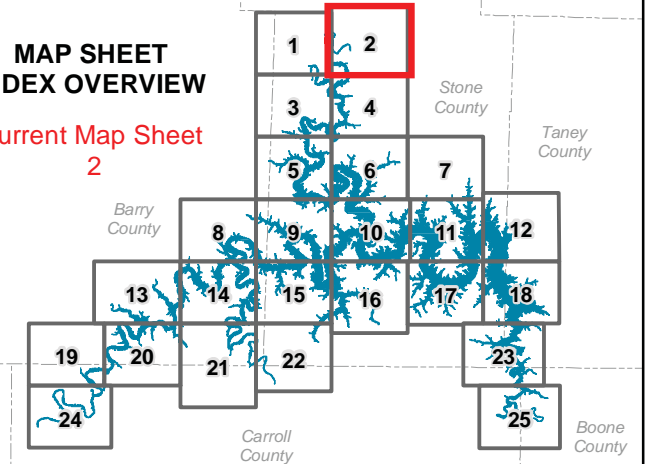 MAP SHEET
NDEX OVERVIEW
urrent Map Sheet
2
1
2
3
4
Stone
County
Taney
County
5
6
7
Barry
County
8
9
10
11
12
13
14
15
16
17
18
19
20
21
22
23
24
25
Carroll
County
Boone
County